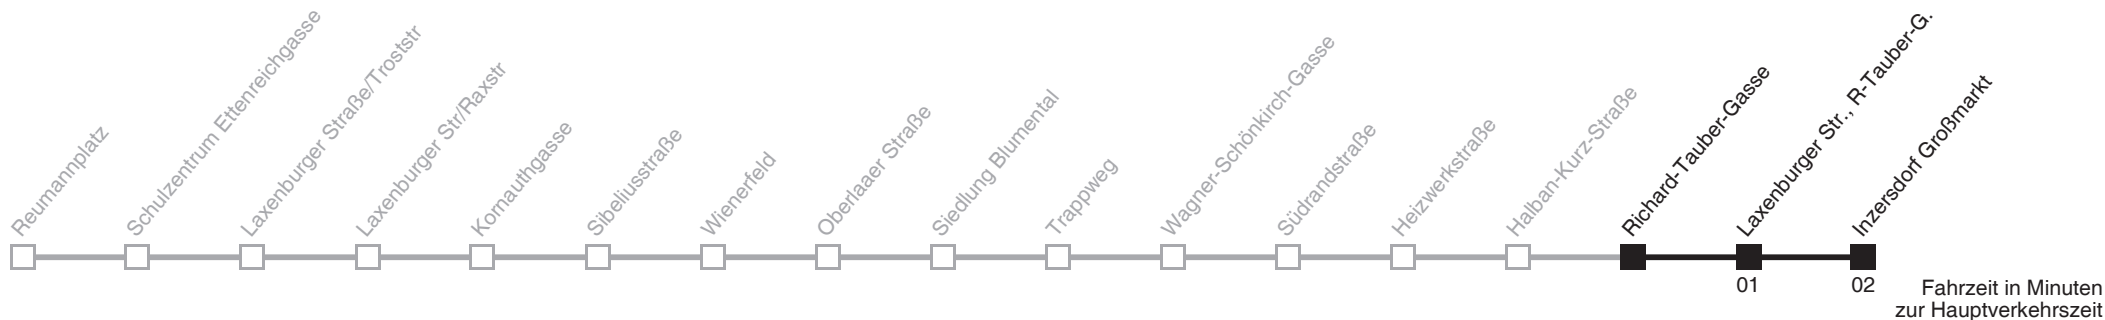 Reumannplatz
Schulzentrum Ettenreichgasse
Laxenburger Straße/Troststr
Laxenburger Str/Raxstr
Kornauthgasse
Sibeliusstraße
Wienerfeld
Oberlaaer Straße
Siedlung Blumental
Trappweg
Wagner-Schönkirch-Gasse
Südrandstraße
Heizwerkstraße
Halban-Kurz-Straße
Richard-Tauber-Gasse
Laxenburger Str., R-Tauber-G.
Inzersdorf Großmarkt
01
02
Fahrzeit in Minuten
zur Hauptverkehrszeit